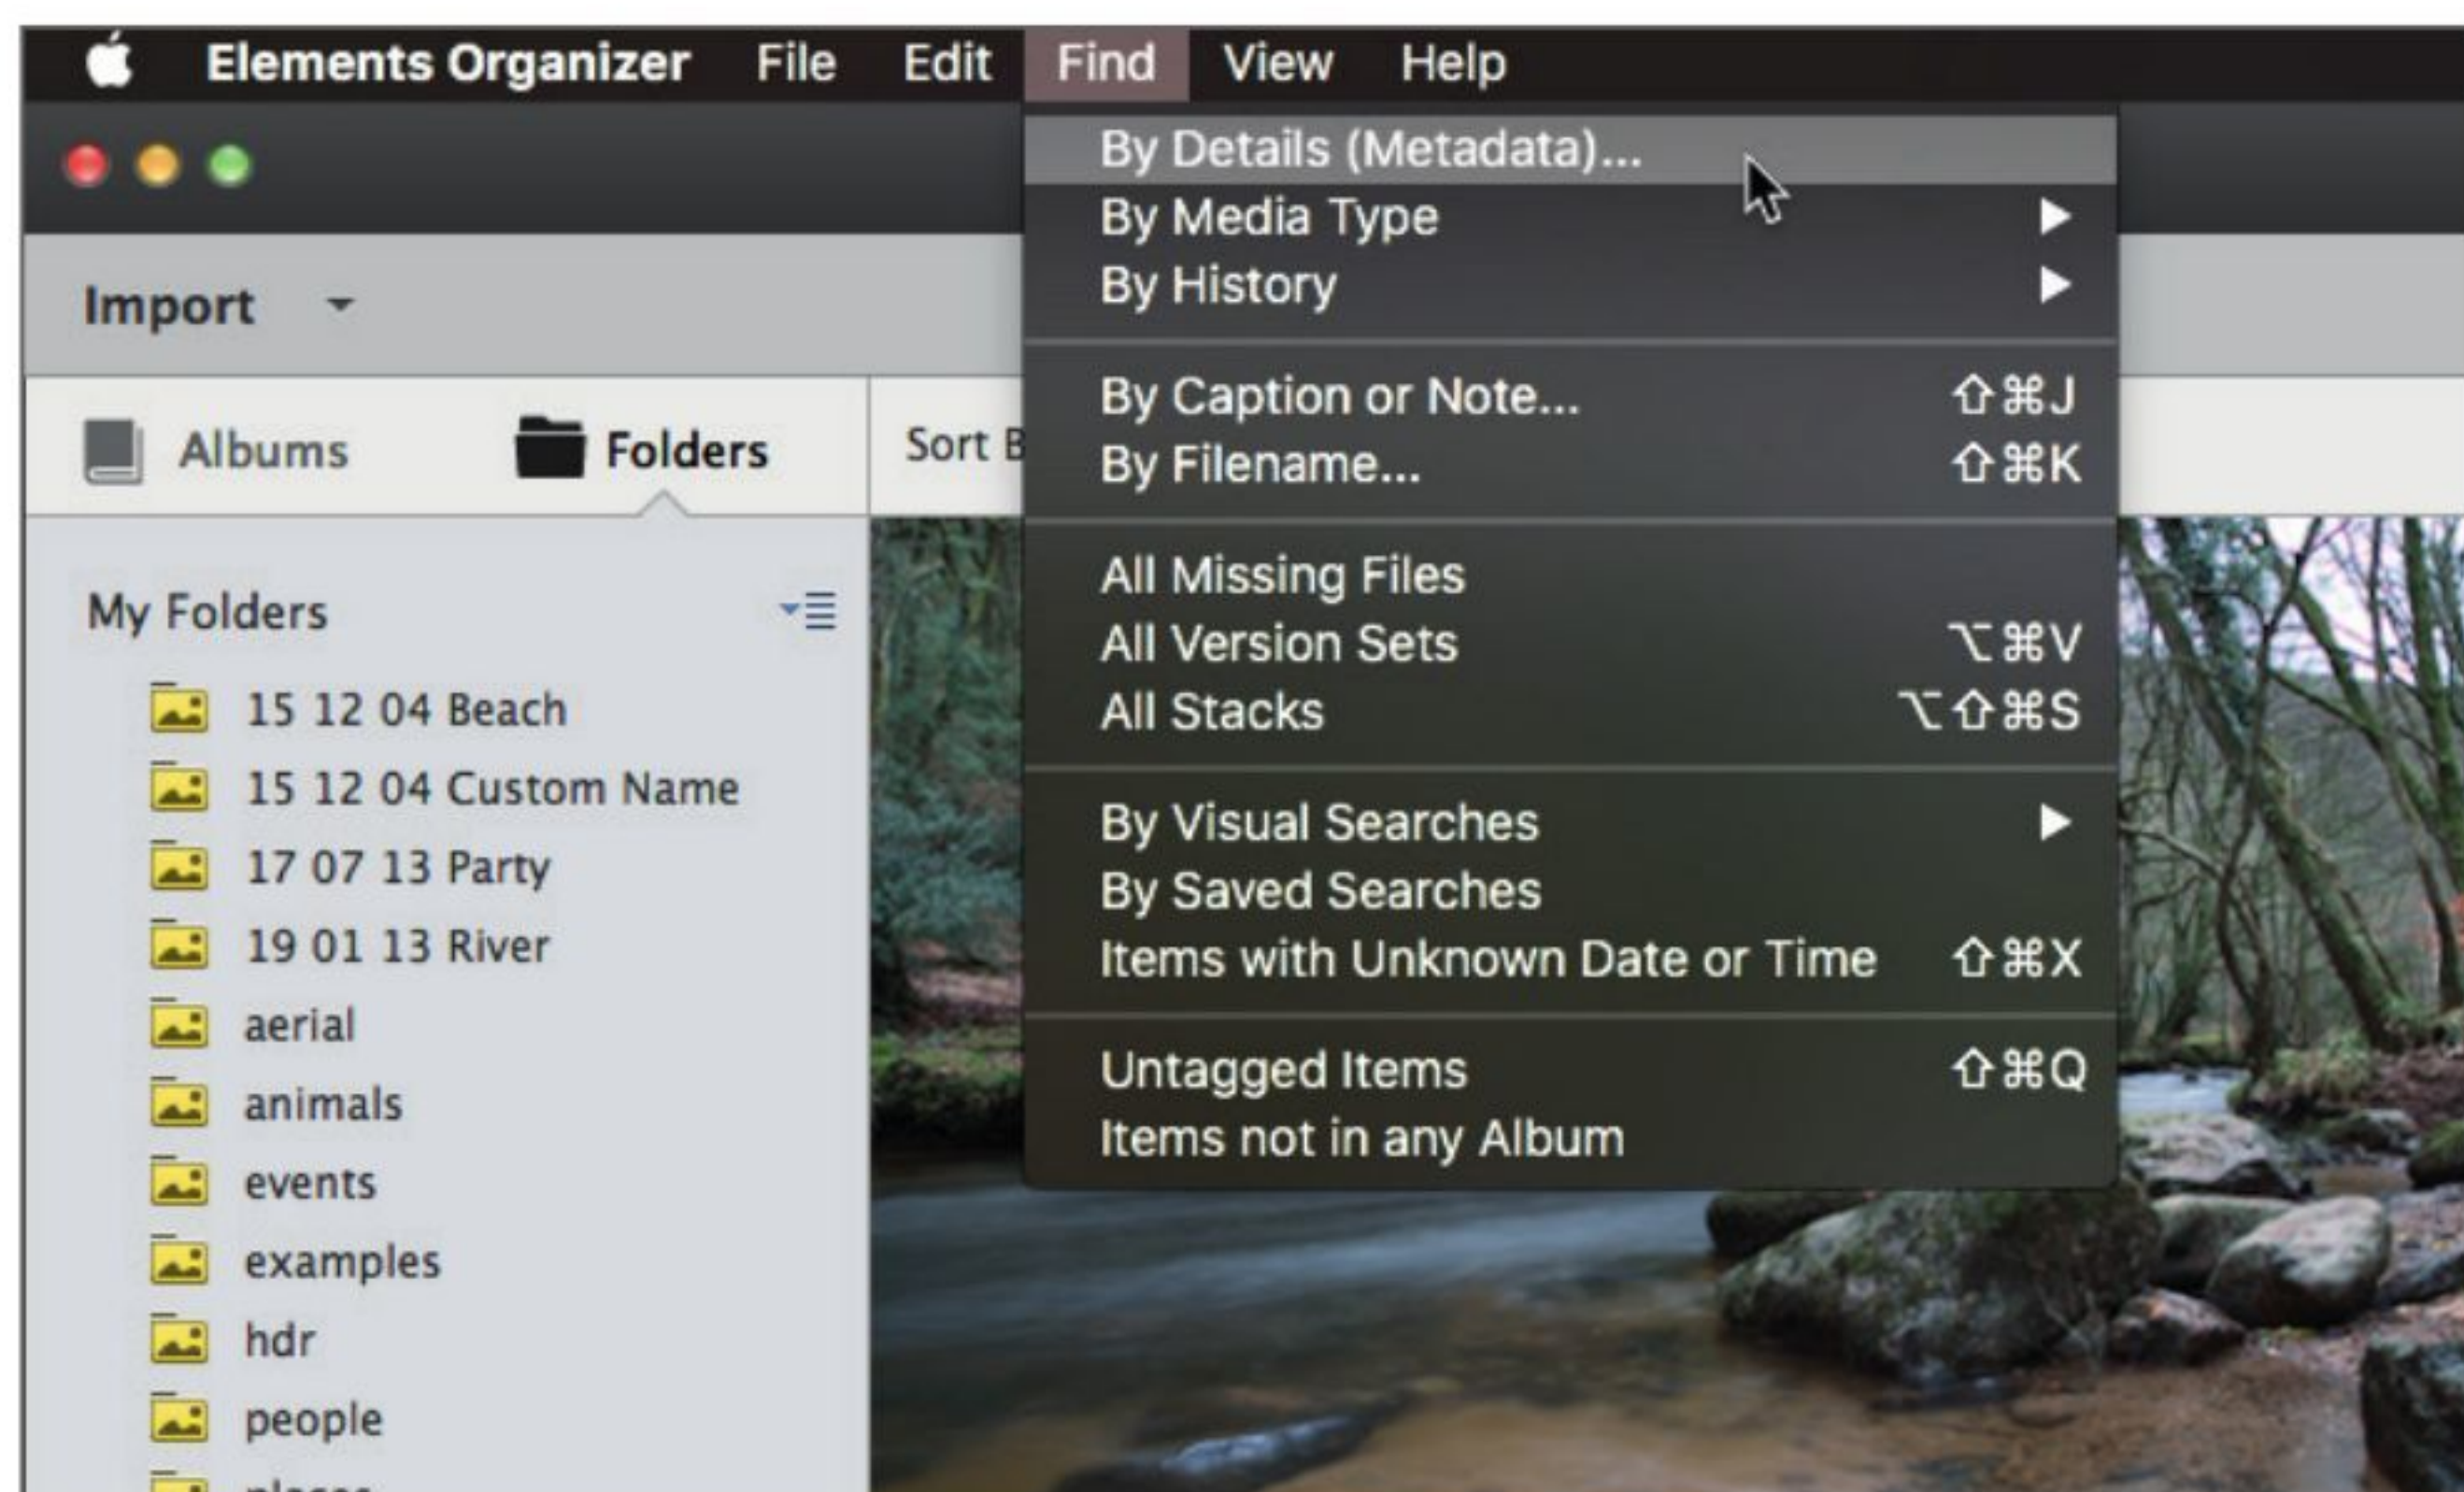 Elements Organizer File Edit Find View Help
By Details (Metadata)...
By Media Type
By History
By Caption or Note... ⇧⌘J
By Filename... ⇧⌘K
All Missing Files
All Version Sets ⌥⌘V
All Stacks ⌥⇧⌘S
By Visual Searches
By Saved Searches
Items with Unknown Date or Time ⇧⌘X
Untagged Items ⇧⌘Q
Items not in any Album
Import
Albums Folders Sort B
My Folders
15 12 04 Beach
15 12 04 Custom Name
17 07 13 Party
19 01 13 River
aerial
animals
events
examples
hdr
people